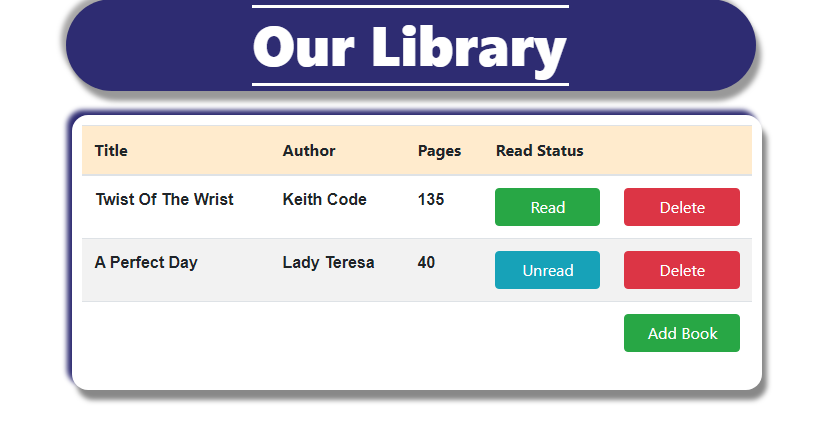 Our Library
Title Author Pages Read Status
Twist Of The Wrist Keith Code 135 Read Delete
A Perfect Day Lady Teresa 40 Unread Delete
Add Book